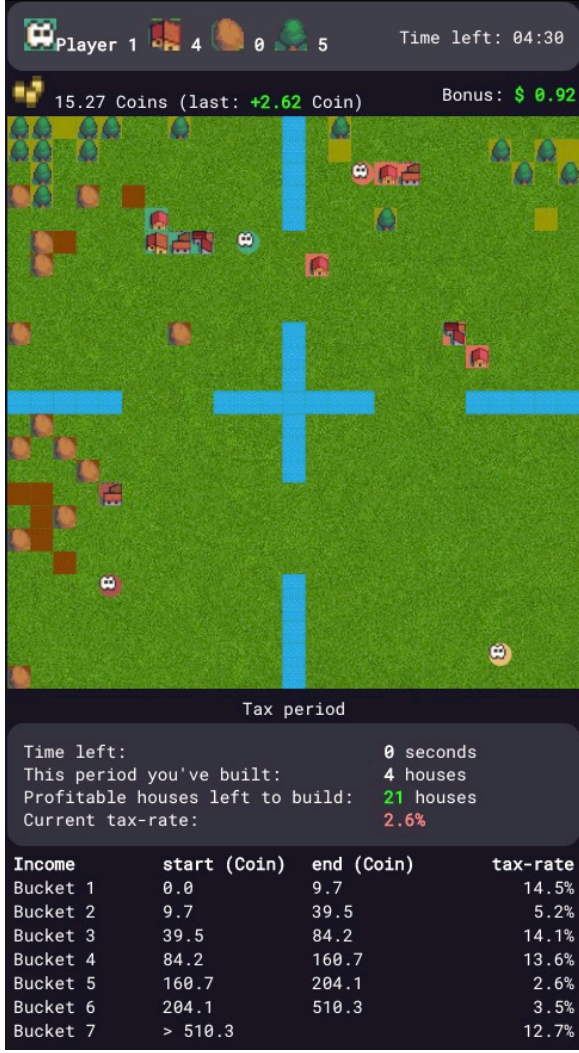 Player 1 4 0 5 Time left: 04:30
15.27 Coins (last: +2.62 Coin) Bonus: $ 0.92
Tax period
Time left: 0 seconds
This period you've built: 4 houses
Profitable houses left to build: 21 houses
Current tax-rate: 2.6%
Income start (Coin) end (Coin) tax-rate
Bucket 1 0.0 9.7 14.5%
Bucket 2 9.7 39.5 5.2%
Bucket 3 39.5 84.2 14.1%
Bucket 4 84.2 160.7 13.6%
Bucket 5 160.7 204.1 2.6%
Bucket 6 204.1 510.3 3.5%
Bucket 7 > 510.3 12.7%